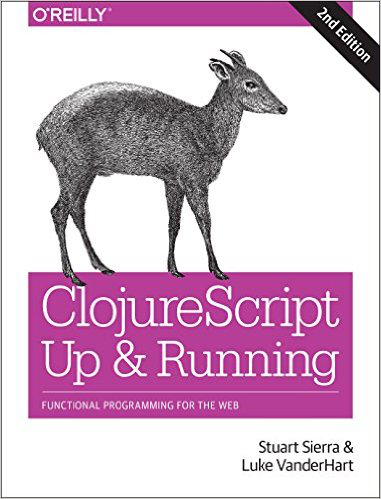 O'REILLY®
2nd Edition
ClojureScript
Up & Running
FUNCTIONAL PROGRAMMING FOR THE WEB
Stuart Sierra &
Luke VanderHart